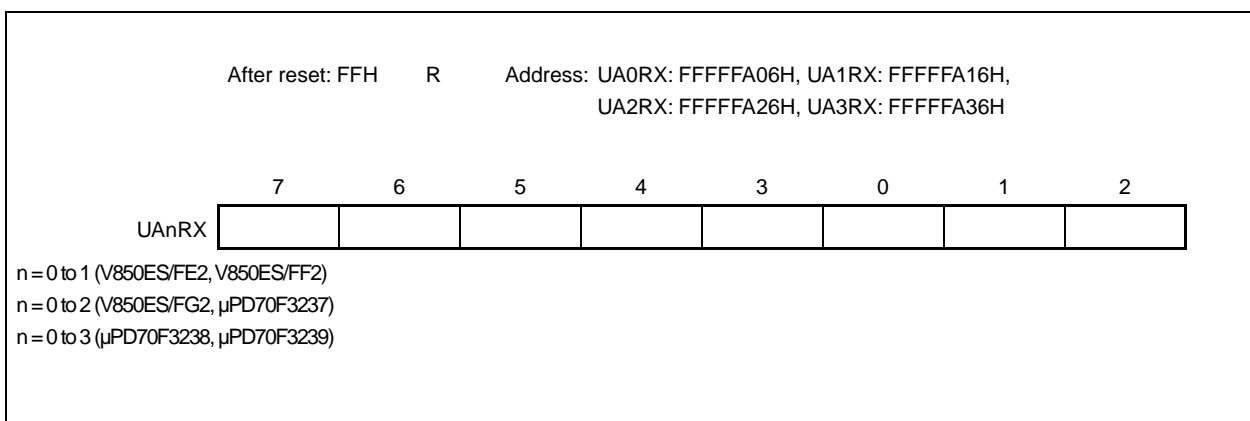 After reset: FFH R Address: UA0RX: FFFFFA06H, UA1RX: FFFFFA16H,
UA2RX: FFFFFA26H, UA3RX: FFFFFA36H
7 6 5 4 3 0 1 2
UAnRX
n = 0 to 1 (V850ES/FE2, V850ES/FF2)
n = 0 to 2 (V850ES/FG2, μPD70F3237)
n = 0 to 3 (μPD70F3238, μPD70F3239)